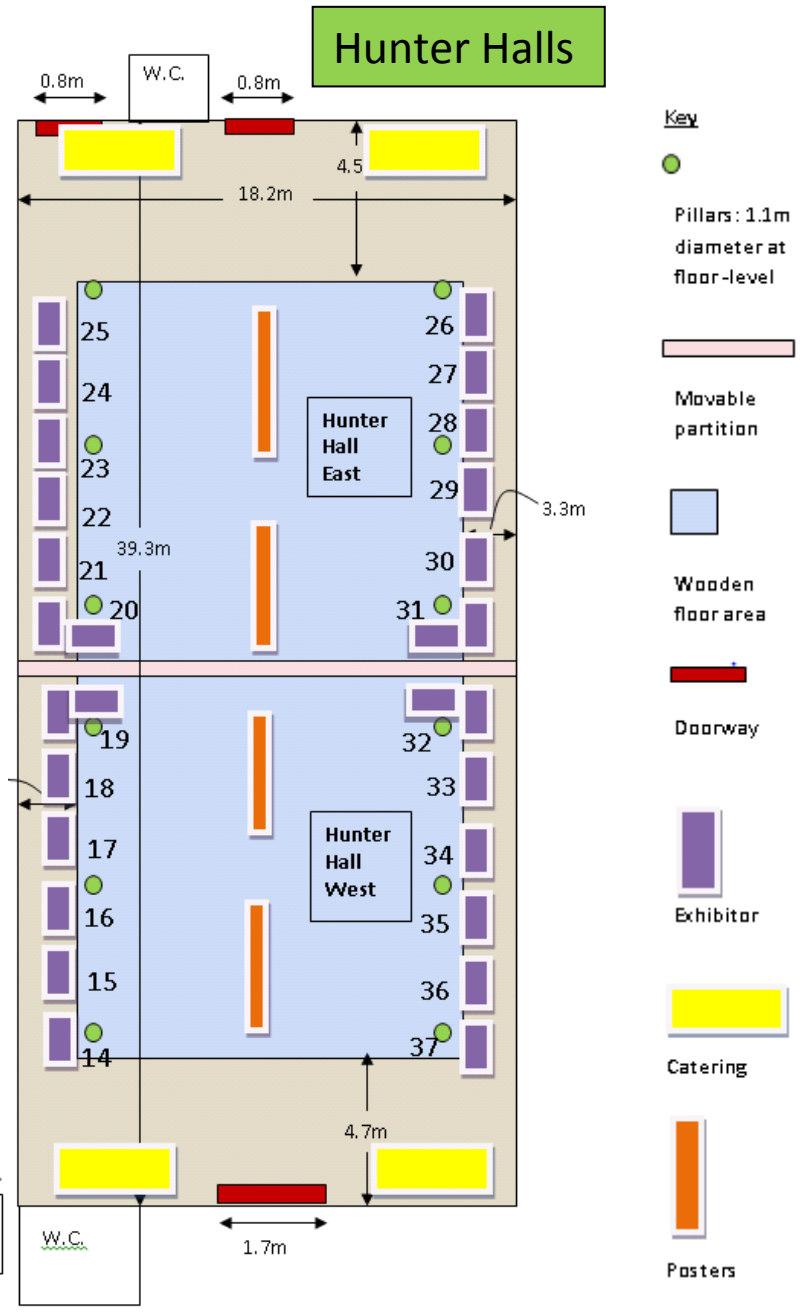 Hunter Halls
W.C.
0.8m
0.8m
4.5
18.2m
25
24
23
22
21
20
39.3m
26
27
28
29
30
31
Hunter
Hall
East
3.3m
19
18
17
16
15
14
32
33
34
35
36
37
Hunter
Hall
West
4.7m
1.7m
W.C.
Key
Pillars: 1.1m
diameter at
floor-level
Movable
partition
Wooden
floor area
Doorway
Exhibitor
Catering
Posters